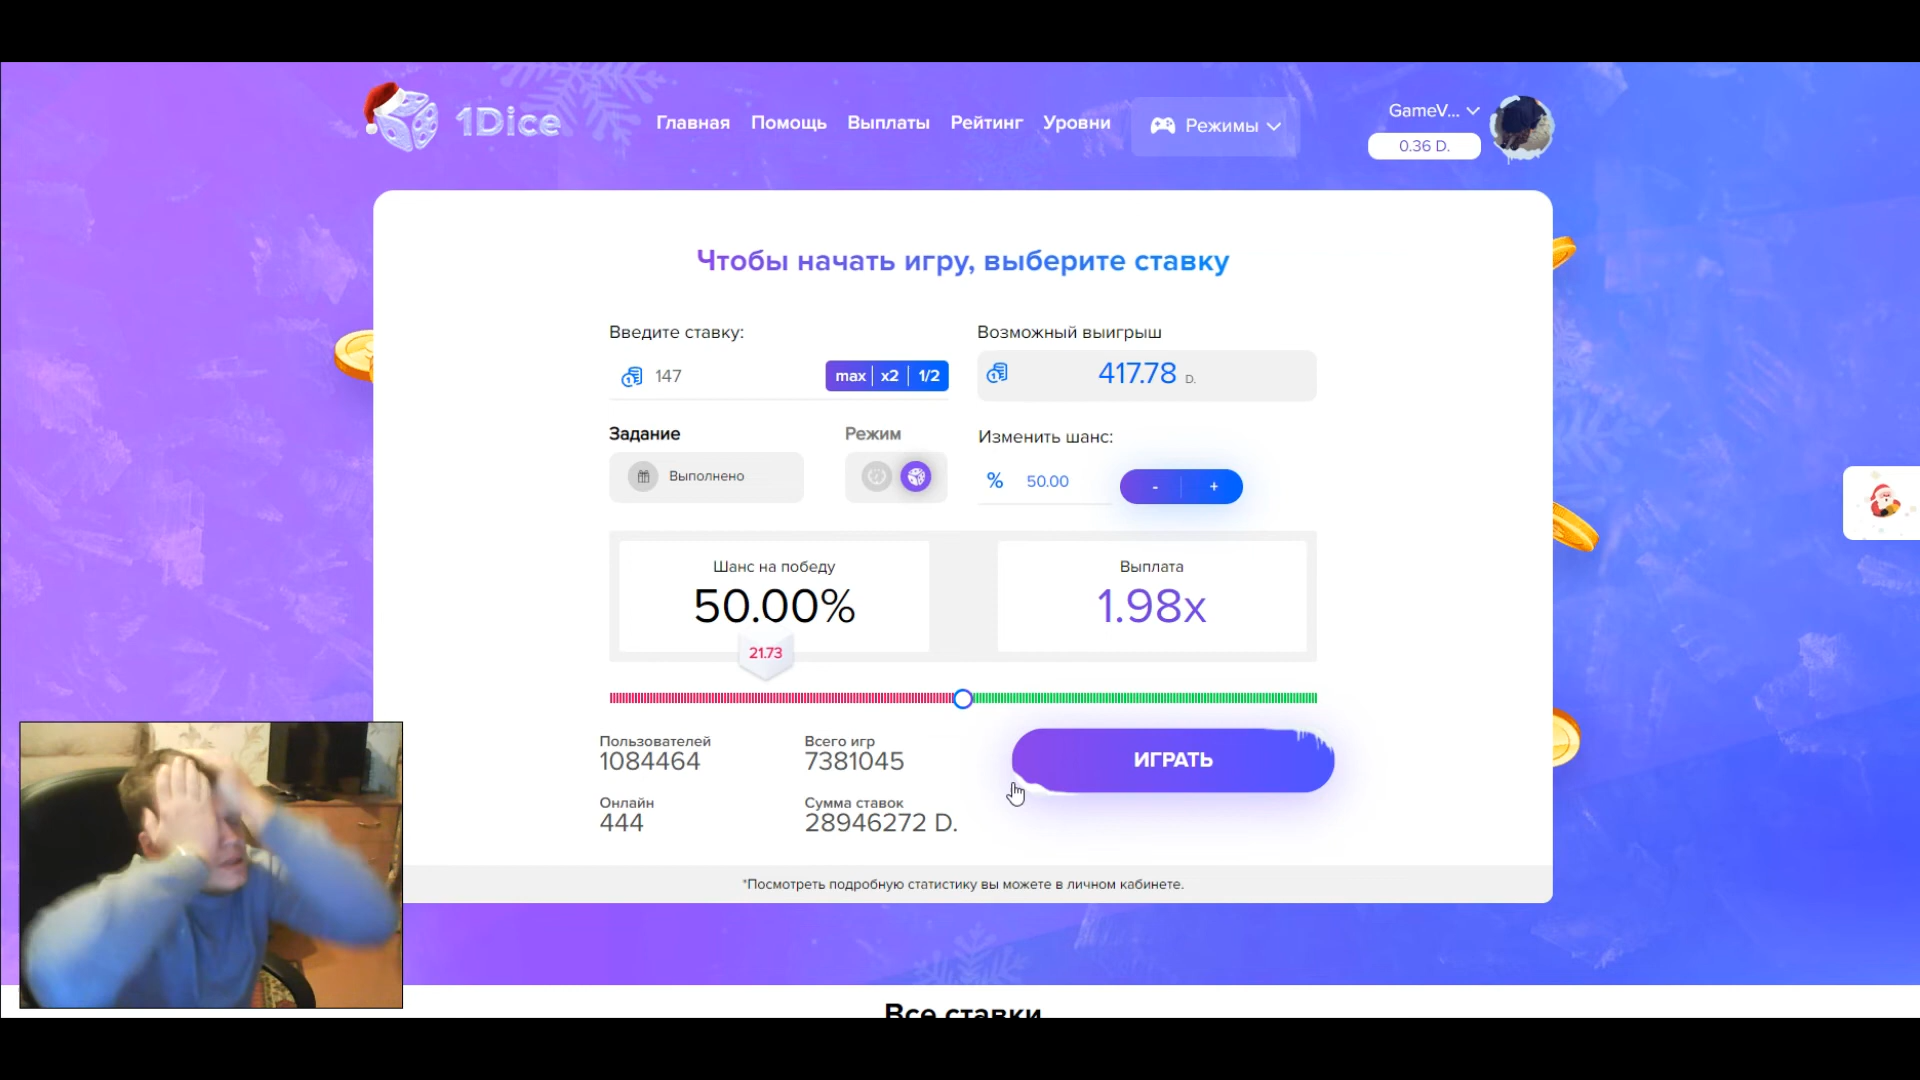 1Dice
Главная Помощь Выплаты Рейтинг Уровни Режимы
GameV...
0.36 D.
Чтобы начать игру, выберите ставку
Введите ставку:
147
max x2 1/2
Возможный выигрыш
417.78 D.
Задание
Выполнено
Режим
Изменить шанс:
% 50.00
- +
Шанс на победу
50.00%
Выплата
1.98x
21.73
Пользователей
1084464
Всего игр
7381045
Онлайн
444
Сумма ставок
28946272 D.
ИГРАТЬ
*Посмотреть подробную статистику вы можете в личном кабинете.
Все ставки